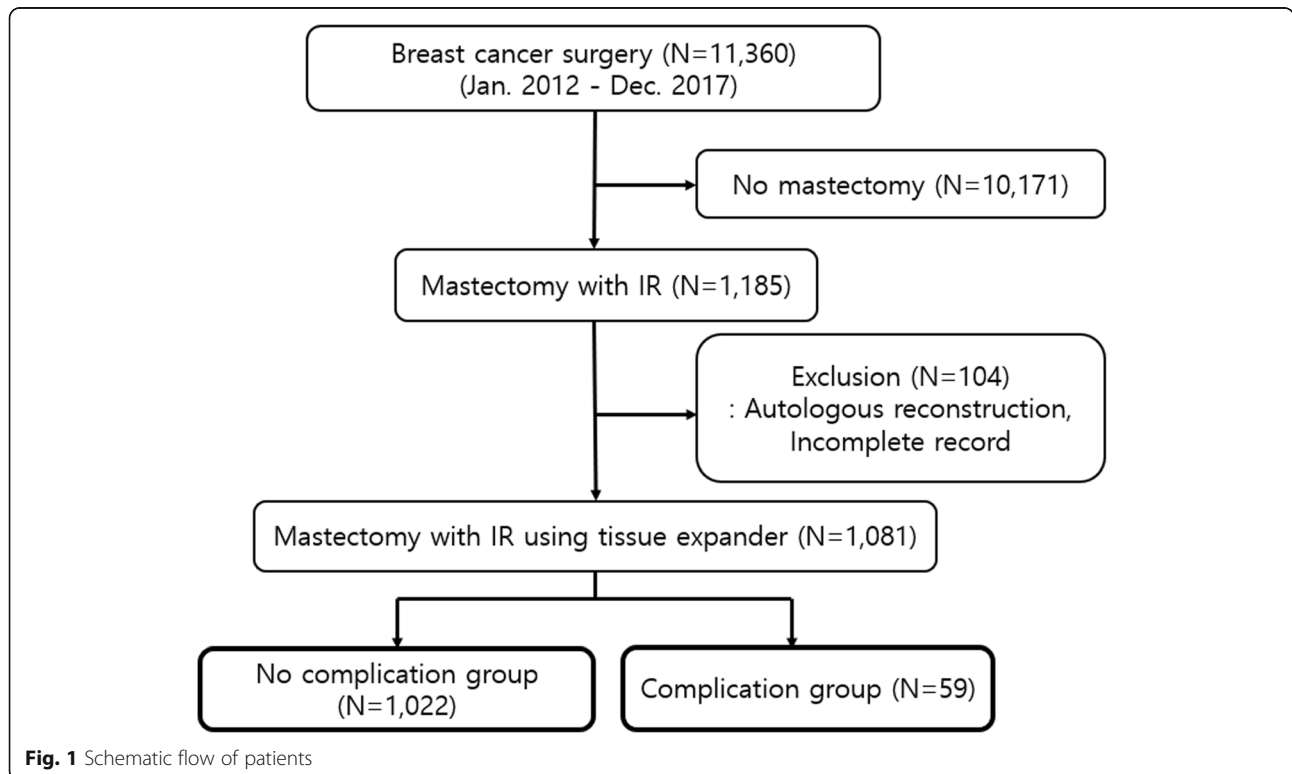 Breast cancer surgery (N=11,360)
(Jan. 2012 - Dec. 2017)
No mastectomy (N=10,171)
Mastectomy with IR (N=1,185)
Exclusion (N=104)
: Autologous reconstruction,
Incomplete record
Mastectomy with IR using tissue expander (N=1,081)
No complication group
(N=1,022)
Complication group (N=59)
Fig. 1 Schematic flow of patients